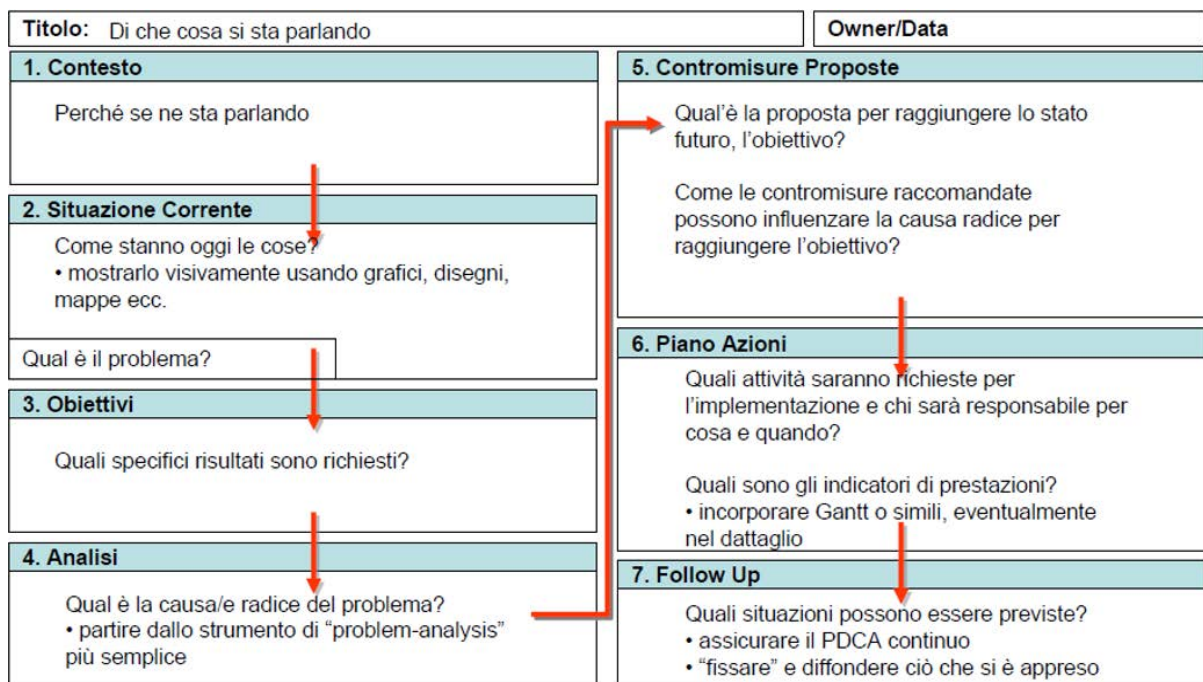 Titolo: Di che cosa si sta parlando
Owner/Data
1. Contesto
Perché se ne sta parlando
2. Situazione Corrente
Come stanno oggi le cose?
• mostrarlo visivamente usando grafici, disegni,
mappe ecc.
Qual è il problema?
3. Obiettivi
Quali specifici risultati sono richiesti?
4. Analisi
Qual è la causa/e radice del problema?
• partire dallo strumento di “problem-analysis”
più semplice
5. Contromisure Proposte
Qual’è la proposta per raggiungere lo stato
futuro, l’obiettivo?
Come le contromisure raccomandate
possono influenzare la causa radice per
raggiungere l’obiettivo?
6. Piano Azioni
Quali attività saranno richieste per
l’implementazione e chi sarà responsabile per
cosa e quando?
Quali sono gli indicatori di prestazioni?
• incorporare Gantt o simili, eventualmente
nel dattaglio
7. Follow Up
Quali situazioni possono essere previste?
• assicurare il PDCA continuo
• “fissare” e diffondere ciò che si è appreso